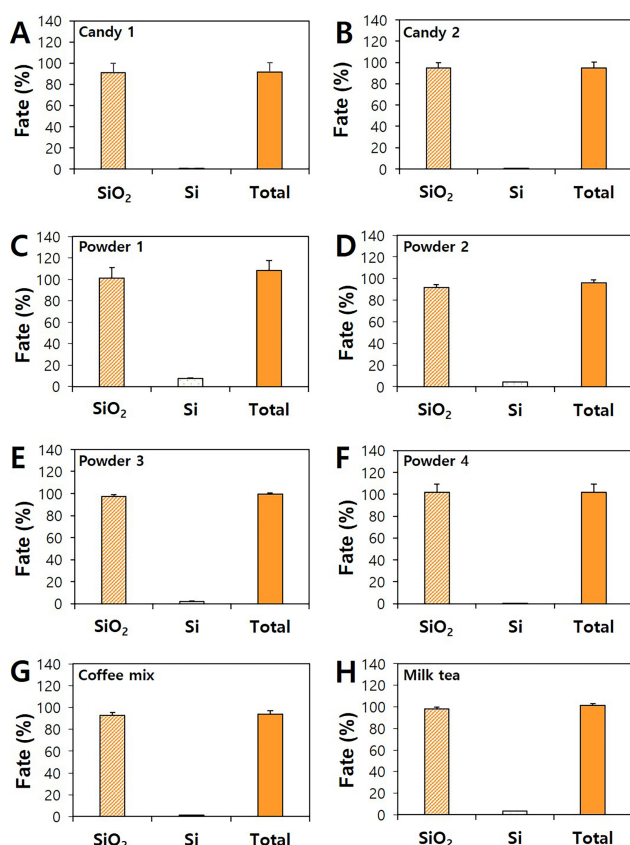 A
Candy 1
Fate (%)
140
120
100
80
60
40
20
0
SiO₂ Si Total
B
Candy 2
Fate (%)
140
120
100
80
60
40
20
0
SiO₂ Si Total
C
Powder 1
Fate (%)
140
120
100
80
60
40
20
0
SiO₂ Si Total
D
Powder 2
Fate (%)
140
120
100
80
60
40
20
0
SiO₂ Si Total
E
Powder 3
Fate (%)
140
120
100
80
60
40
20
0
SiO₂ Si Total
F
Powder 4
Fate (%)
140
120
100
80
60
40
20
0
SiO₂ Si Total
G
Coffee mix
Fate (%)
140
120
100
80
60
40
20
0
SiO₂ Si Total
H
Milk tea
Fate (%)
140
120
100
80
60
40
20
0
SiO₂ Si Total